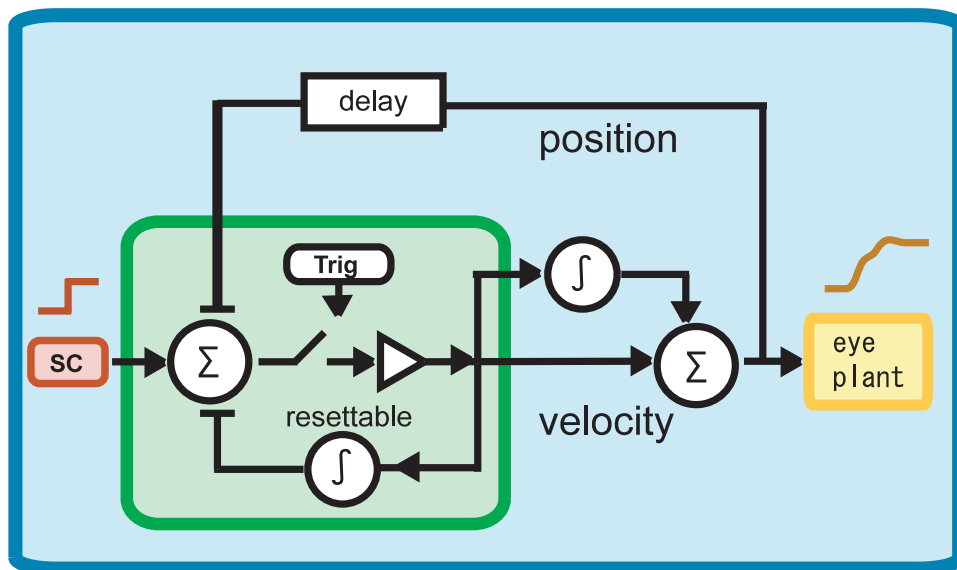 delay
position
Trig
∫
SC
Σ
Σ
eye
plant
resettable
velocity
∫